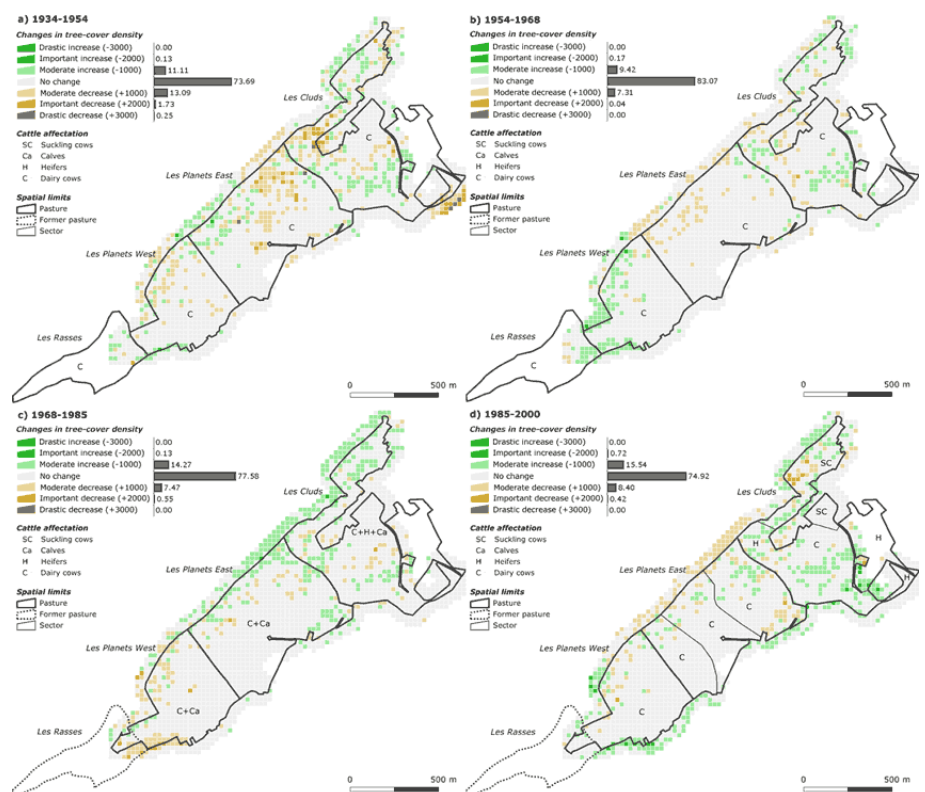 a) 1934-1954
Changes in tree-cover density
Drastic increase (-3000) 0.00
Important increase (-2000) 0.13
Moderate increase (-1000) 11.11
No change 73.69
Moderate decrease (+1000) 13.09
Important decrease (+2000) 1.73
Drastic decrease (+3000) 0.25
Cattle affectation
SC Suckling cows
Ca Calves
H Heifers
C Dairy cows
Spatial limits
Pasture
Former pasture
Sector
Les Cluds
Les Planets East
Les Planets West
Les Rasses
C
C
C
C
0 500 m
b) 1954-1968
Changes in tree-cover density
Drastic increase (-3000) 0.00
Important increase (-2000) 0.17
Moderate increase (-1000) 9.42
No change 83.07
Moderate decrease (+1000) 7.31
Important decrease (+2000) 0.04
Drastic decrease (+3000) 0.00
Cattle affectation
SC Suckling cows
Ca Calves
H Heifers
C Dairy cows
Spatial limits
Pasture
Former pasture
Sector
Les Cluds
Les Planets East
Les Planets West
Les Rasses
C
C
C
C
0 500 m
c) 1968-1985
Changes in tree-cover density
Drastic increase (-3000) 0.00
Important increase (-2000) 0.13
Moderate increase (-1000) 14.27
No change 77.58
Moderate decrease (+1000) 7.47
Important decrease (+2000) 0.55
Drastic decrease (+3000) 0.00
Cattle affectation
SC Suckling cows
Ca Calves
H Heifers
C Dairy cows
Spatial limits
Pasture
Former pasture
Sector
Les Cluds
Les Planets East
Les Planets West
Les Rasses
C+H+Ca
C+Ca
C+Ca
0 500 m
d) 1985-2000
Changes in tree-cover density
Drastic increase (-3000) 0.00
Important increase (-2000) 0.72
Moderate increase (-1000) 15.54
No change 74.92
Moderate decrease (+1000) 8.40
Important decrease (+2000) 0.42
Drastic decrease (+3000) 0.00
Cattle affectation
SC Suckling cows
Ca Calves
H Heifers
C Dairy cows
Spatial limits
Pasture
Former pasture
Sector
Les Cluds
Les Planets East
Les Planets West
Les Rasses
SC
SC
H
C
H
H
C
C
C
0 500 m